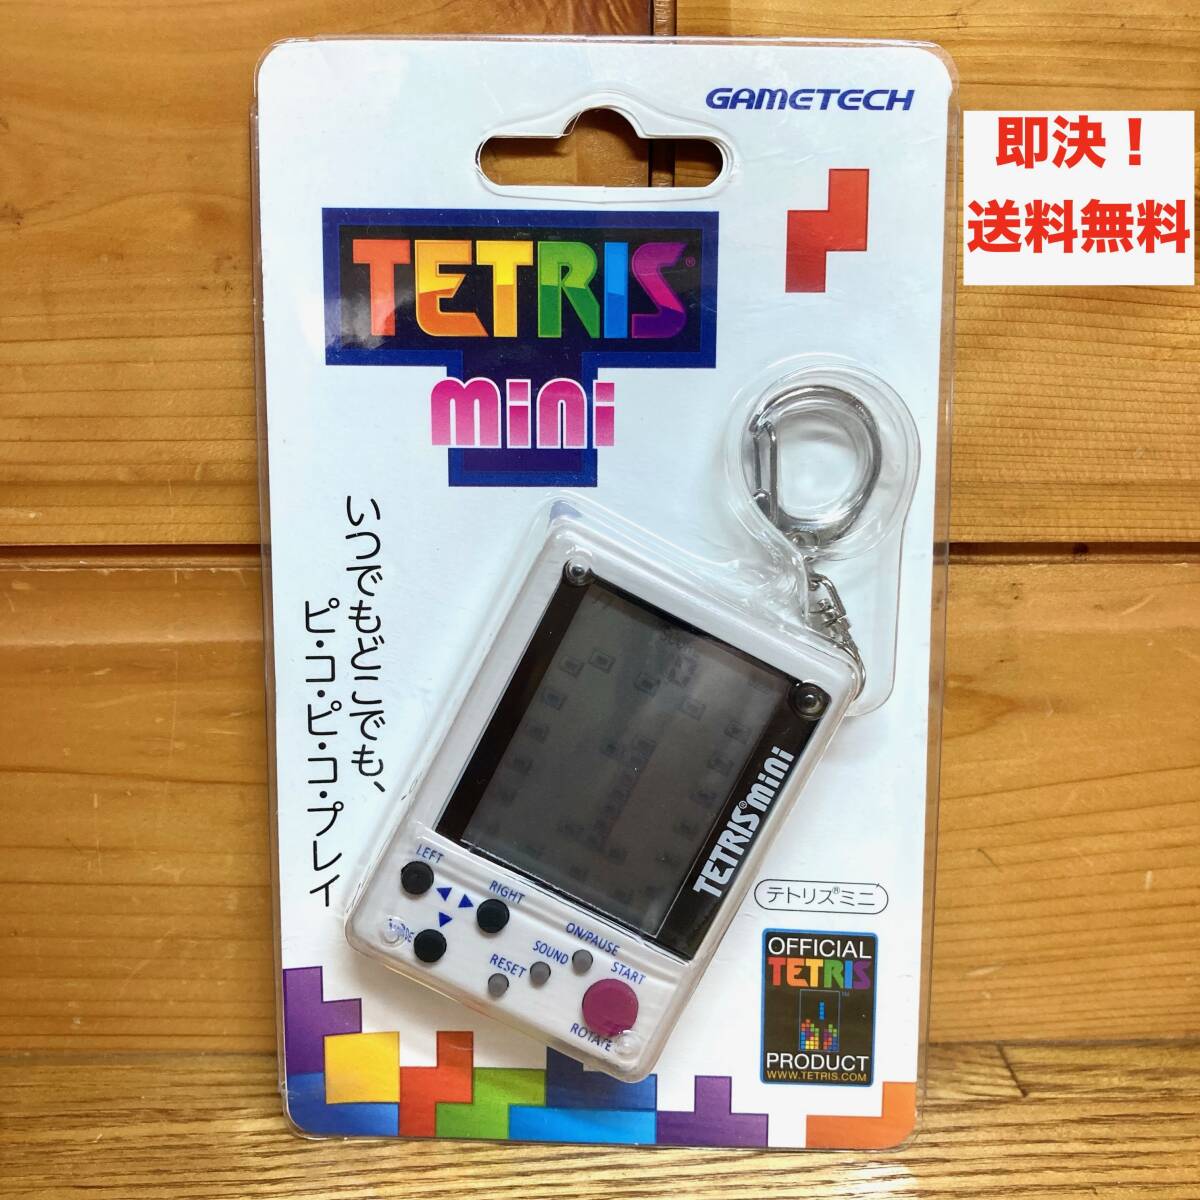 GAMETECH
即決！
送料無料
TETRIS®
mini
いつでもどこでも、
ピ・コ・ピ・コ・プレイ
TETRIS® mini
LEFT
RIGHT
ON/PAUSE
SOUND
START
RESET
ROTATE
テトリス®ミニ
OFFICIAL
TETRIS
™
PRODUCT
WWW.TETRIS.COM